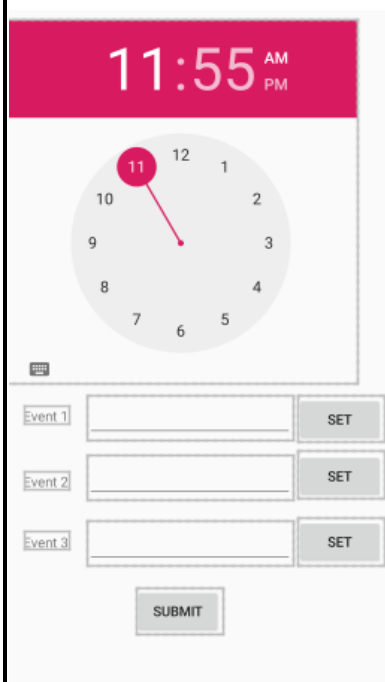 11:55 AM
PM
12
11 1
10 2
9 3
8 4
7 5
6
Event 1 SET
Event 2 SET
Event 3 SET
SUBMIT